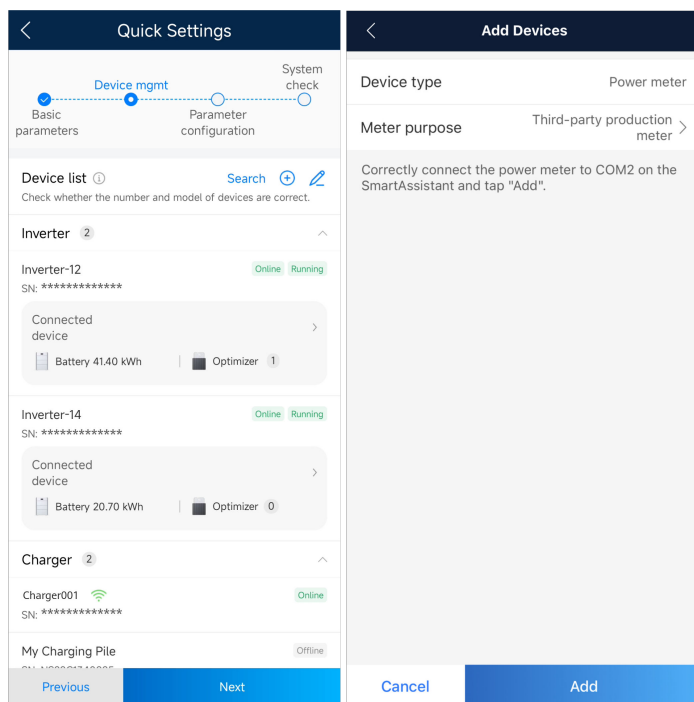 Quick Settings
System
Device mgmt
check
Basic
Parameter
parameters
configuration
Device list
Search
Check whether the number and model of devices are correct.
Inverter 2
Inverter-12
Online Running
SN: *************
Connected
device
Battery 41.40 kWh
Optimizer 1
Inverter-14
Online Running
SN: *************
Connected
device
Battery 20.70 kWh
Optimizer 0
Charger 2
Charger001
Online
SN: *************
My Charging Pile
Offline
Previous
Next
Add Devices
Device type
Power meter
Meter purpose
Third-party production
meter
Correctly connect the power meter to COM2 on the
SmartAssistant and tap "Add".
Cancel
Add